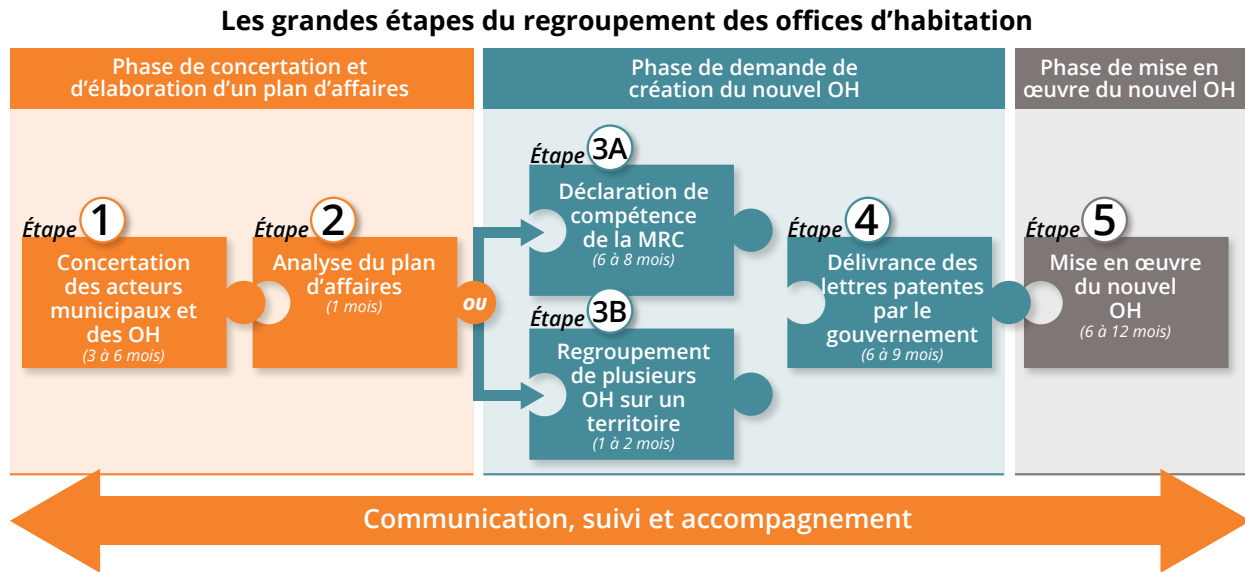 Les grandes étapes du regroupement des offices d’habitation
Phase de concertation et
d’élaboration d’un plan d’affaires
Phase de demande de
création du nouvel OH
Phase de mise en
œuvre du nouvel OH
Étape 1
Concertation
des acteurs
municipaux et
des OH
(3 à 6 mois)
Étape 2
Analyse du plan
d’affaires
(1 mois)
OU
Étape 3A
Déclaration de
compétence
de la MRC
(6 à 8 mois)
Étape 3B
Regroupement
de plusieurs
OH sur un
territoire
(1 à 2 mois)
Étape 4
Délivrance des
lettres patentes
par le
gouvernement
(6 à 9 mois)
Étape 5
Mise en œuvre
du nouvel
OH
(6 à 12 mois)
Communication, suivi et accompagnement